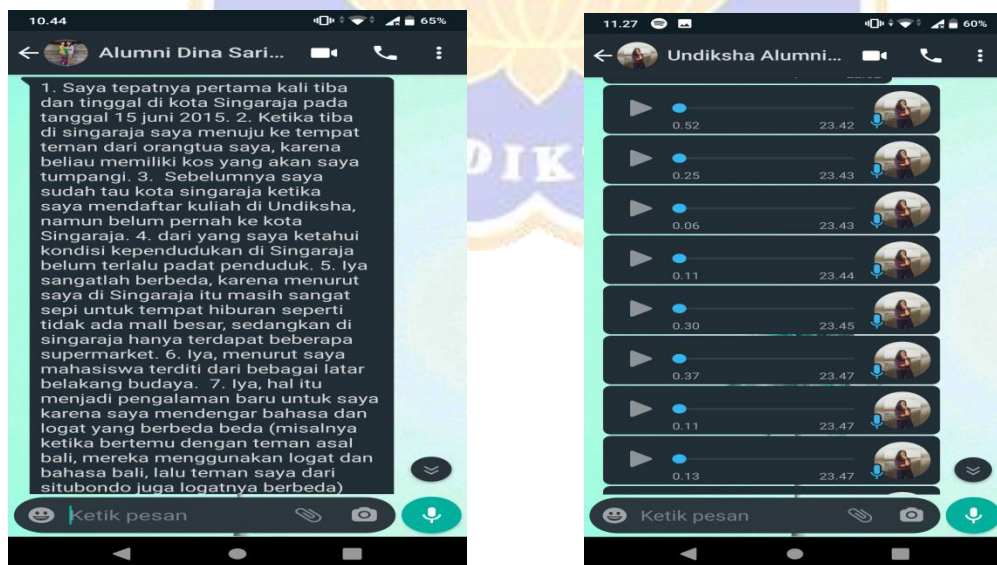 10.44
65%
Alumni Dina Sari...
1. Saya tepatnya pertama kali tiba
dan tinggal di kota Singaraja pada
tanggal 15 juni 2015. 2. Ketika tiba
di singaraja saya menuju ke tempat
teman dari orangtua saya, karena
beliau memiliki kos yang akan saya
tumpangi. 3. Sebelumnya saya
sudah tau kota singaraja ketika
saya mendaftar kuliah di Undiksha,
namun belum pernah ke kota
Singaraja. 4. dari yang saya ketahui
kondisi kependudukan di Singaraja
belum terlalu padat penduduk. 5. Iya
sangatlah berbeda, karena menurut
saya di Singaraja itu masih sangat
sepi untuk tempat hiburan seperti
tidak ada mall besar, sedangkan di
singaraja hanya terdapat beberapa
supermarket. 6. Iya, menurut saya
mahasiswa terditi dari bebagai latar
belakang budaya. 7. Iya, hal itu
menjadi pengalaman baru untuk saya
karena saya mendengar bahasa dan
logat yang berbeda beda (misalnya
ketika bertemu dengan teman asal
bali, mereka menggunakan logat dan
bahasa bali, lalu teman saya dari
situbondo juga logatnya berbeda)
Ketik pesan
DIK
11.27
60%
Undiksha Alumni...
0.52 23.42
0.25 23.43
0.06 23.43
0.11 23.44
0.30 23.45
0.37 23.47
0.11 23.47
0.13 23.47
Ketik pesan